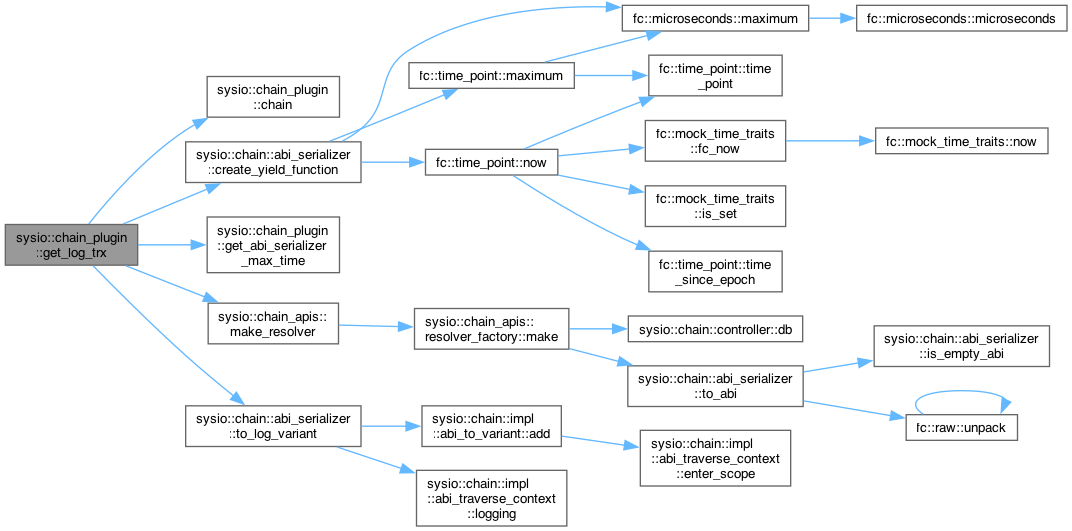 fc::microseconds::maximum
fc::microseconds::microseconds
fc::time_point::maximum
fc::time_point::time
_point
sysio::chain_plugin
::chain
fc::mock_time_traits
::fc_now
fc::mock_time_traits::now
sysio::chain::abi_serializer
::create_yield_function
fc::time_point::now
fc::mock_time_traits
::is_set
sysio::chain_plugin
::get_log_trx
sysio::chain_plugin
::get_abi_serializer
_max_time
fc::time_point::time
_since_epoch
sysio::chain_apis::
make_resolver
sysio::chain_apis::
resolver_factory::make
sysio::chain::controller::db
sysio::chain::abi_serializer
::is_empty_abi
sysio::chain::abi_serializer
::to_abi
fc::raw::unpack
sysio::chain::abi_serializer
::to_log_variant
sysio::chain::impl
::abi_to_variant::add
sysio::chain::impl
::abi_traverse_context
::enter_scope
sysio::chain::impl
::abi_traverse_context
::logging